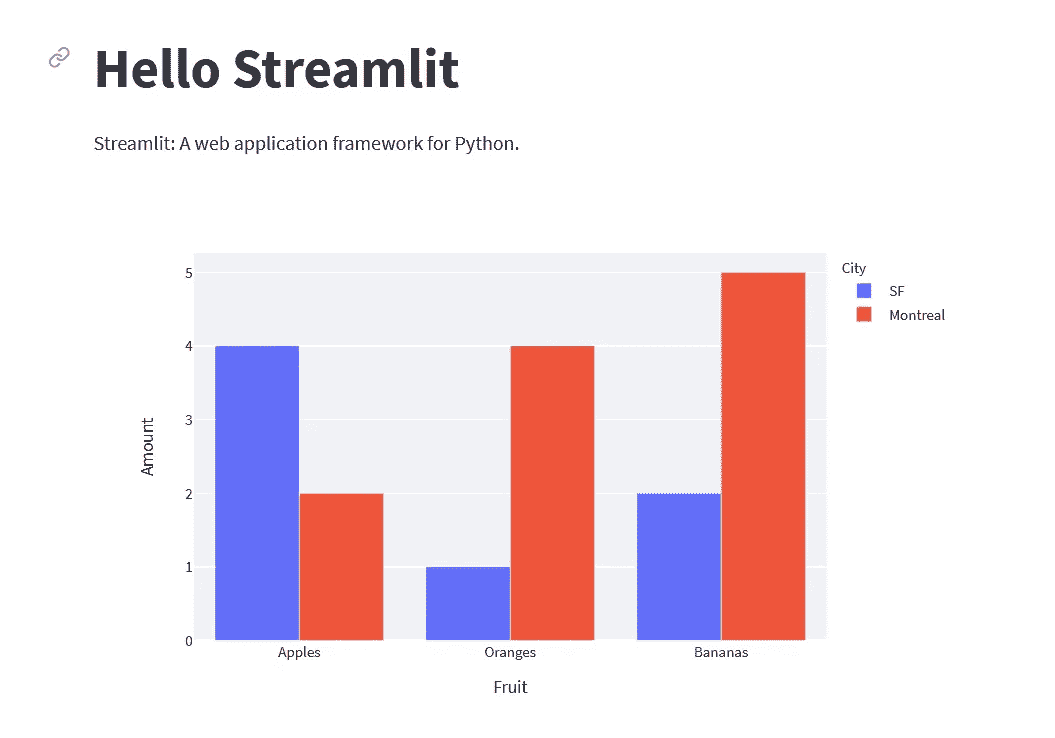 Hello Streamlit
Streamlit: A web application framework for Python.
City
SF
Montreal
5
4
3
2
1
0
Amount
Apples Oranges Bananas
Fruit